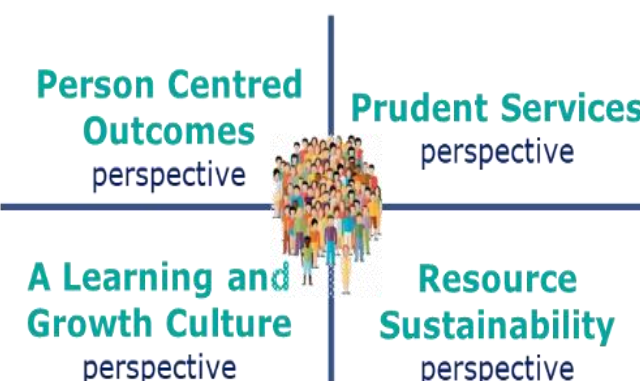 Person Centred
Outcomes
perspective
Prudent Services
perspective
A Learning and
Growth Culture
perspective
Resource
Sustainability
perspective